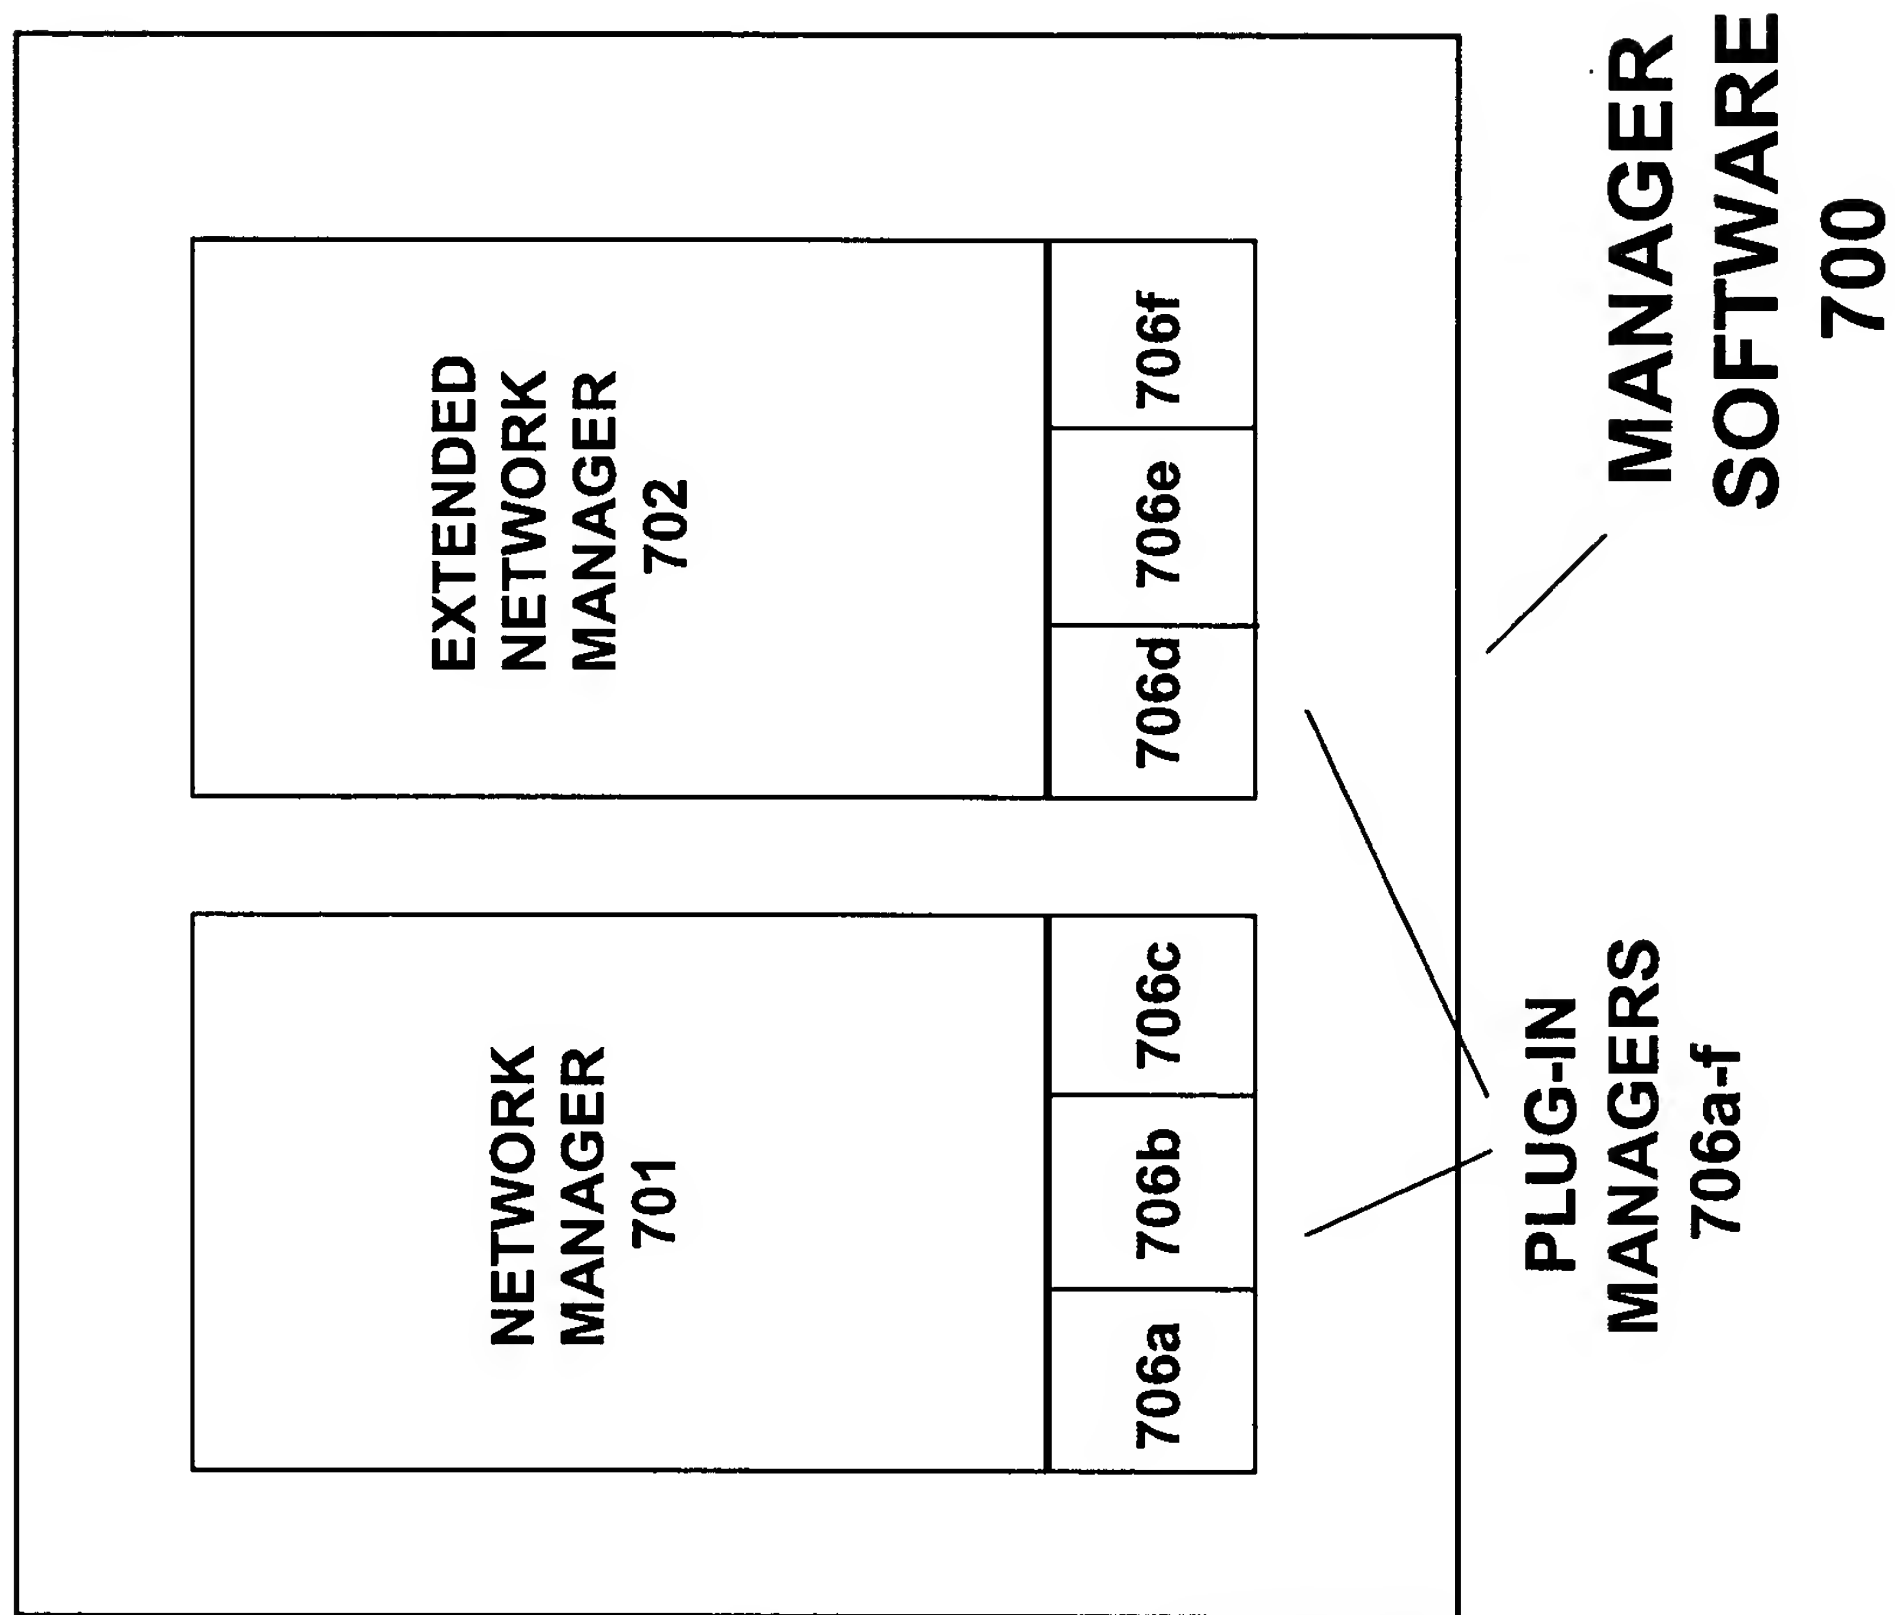 NETWORK
MANAGER
701
EXTENDED
NETWORK
MANAGER
702
706a
706b
706c
706d
706e
706f
PLUG-IN
MANAGERS
706a-f
MANAGER
SOFTWARE
700